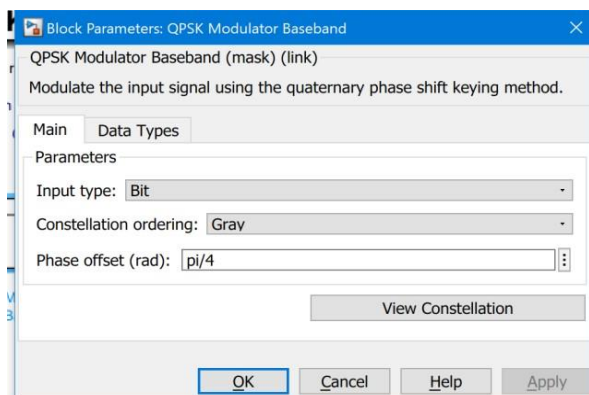 Block Parameters: QPSK Modulator Baseband
QPSK Modulator Baseband (mask) (link)
Modulate the input signal using the quaternary phase shift keying method.
Main Data Types
Parameters
Input type: Bit
Constellation ordering: Gray
Phase offset (rad): pi/4
View Constellation
OK Cancel Help Apply